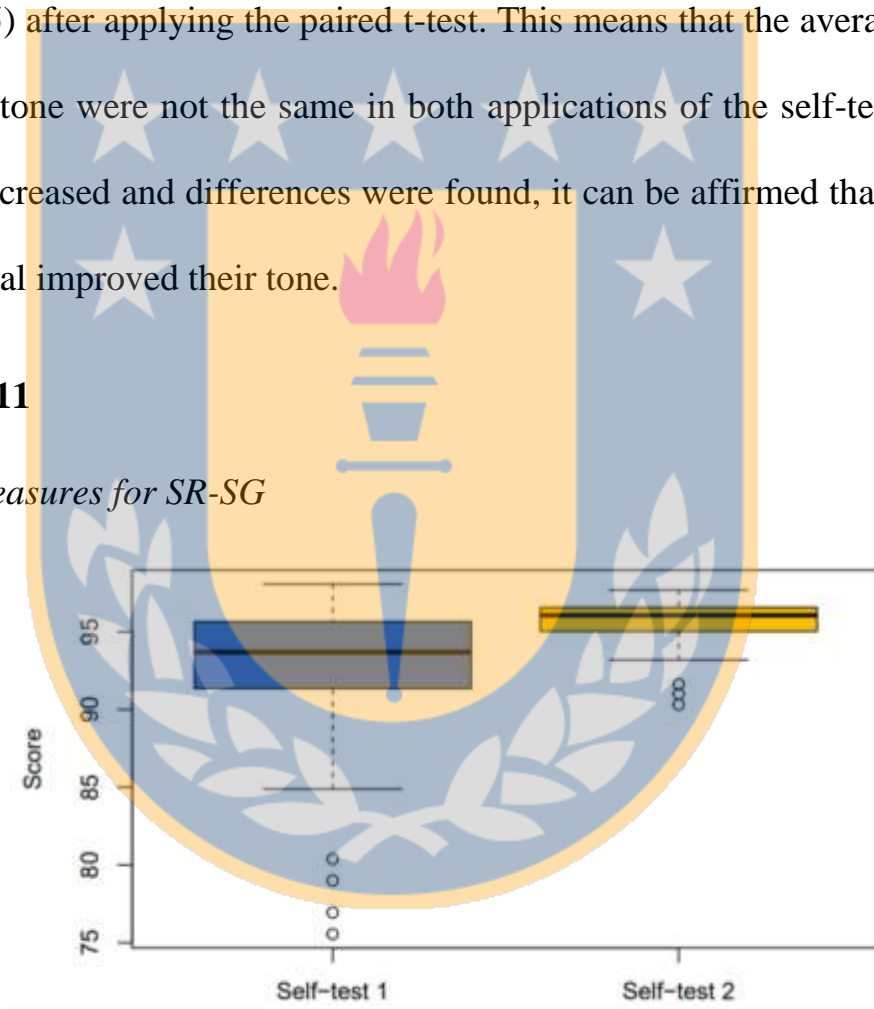 ) after applying the paired t-test. This means that the avera
tone were not the same in both applications of the self-te
creased and differences were found, it can be affirmed tha
al improved their tone.
11
easures for SR-SG
95
90
85
80
75
Score
Self-test 1
Self-test 2